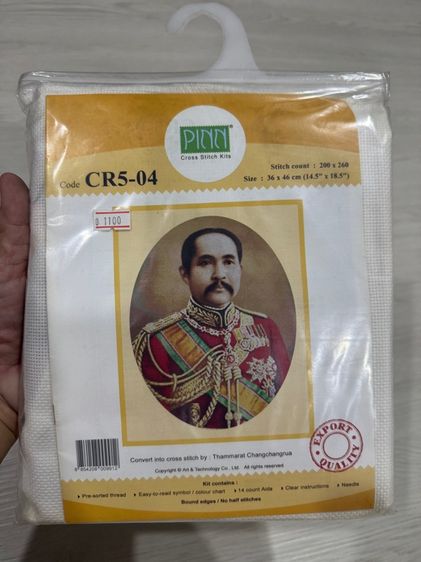 PINN
Cross Stitch Kits
Code CR5-04
Stitch count : 200 x 260
Size : 36 x 46 cm (14.5" x 18.5")
1100
EXPORT QUALITY
Convert into cross stitch by : Thammarat Changchangrua
Copyright © Art & Technology Co., Ltd. All rights reserved
Kit contains :
Pre-sorted thread
Easy-to-read symbol / colour chart
14 count Aida
Clear instructions
Needle
Bound edges / No half stitches